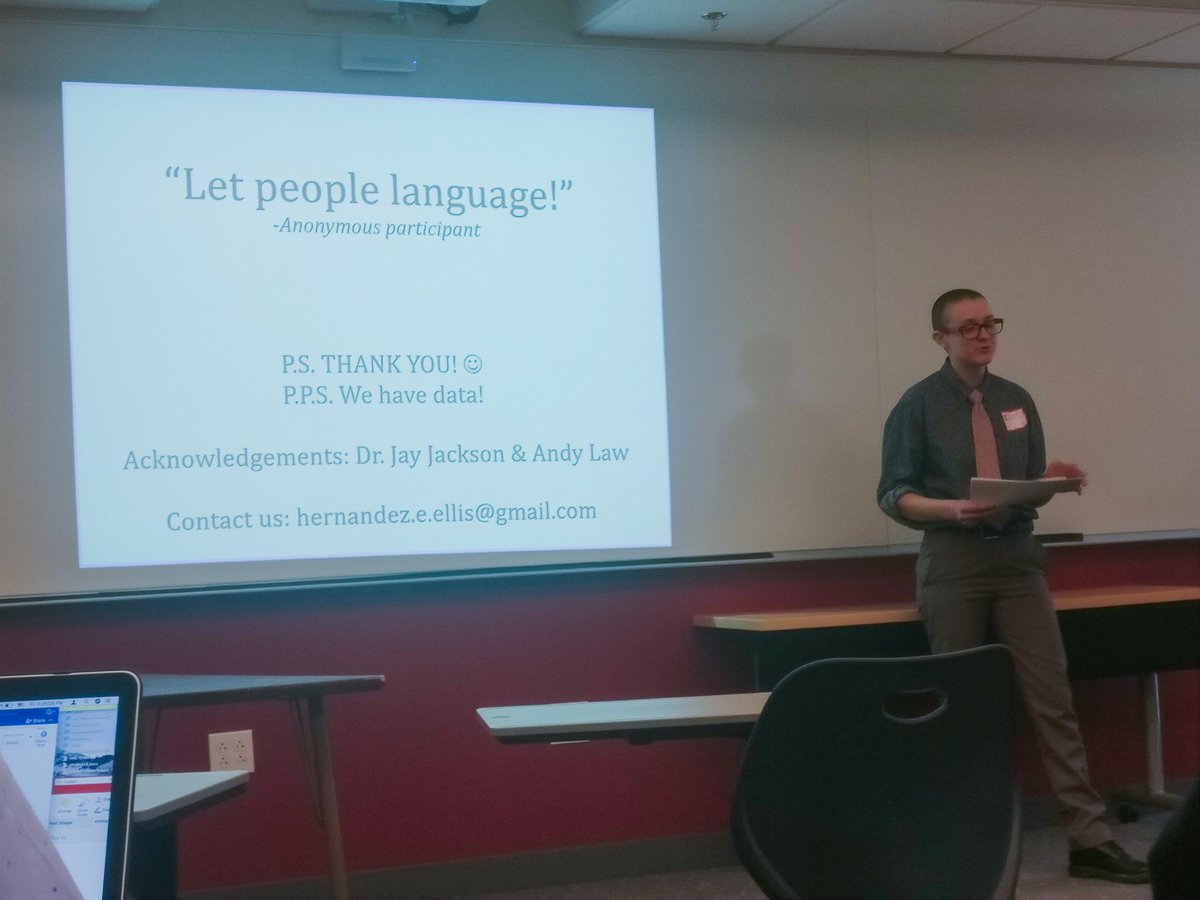 “Let people language!”
-Anonymous participant
P.S. THANK YOU! ☺
P.P.S. We have data!
Acknowledgements: Dr. Jay Jackson & Andy Law
Contact us: hernandez.e.ellis@gmail.com
Share